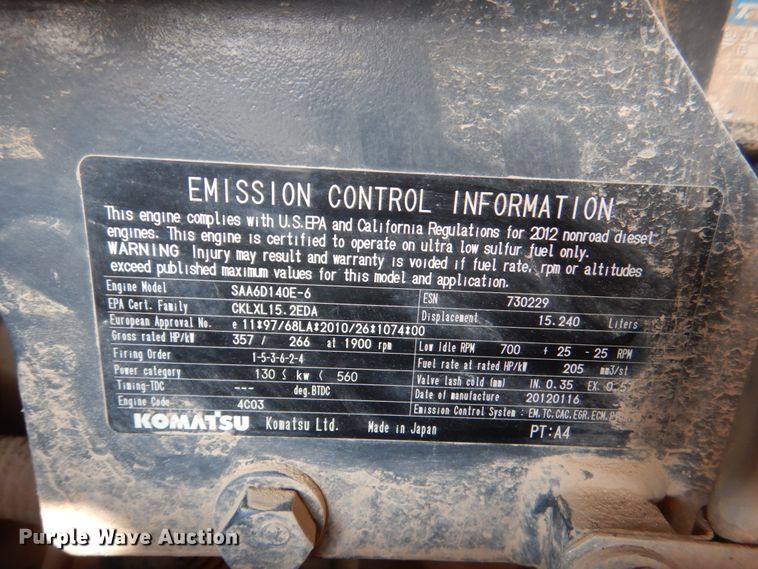 EMISSION CONTROL INFORMATION
This engine complies with U.S.EPA and California Regulations for 2012 nonroad diesel
engines. This engine is certified to operate on ultra low sulfur fuel only.
WARNING Injury may result and warranty is voided if fuel rate, rpm or altitudes
exceed published maximum values for this model and application.
Engine Model SAA6D140E-6 ESN 730229
EPA Cert. Family CKLXL15.2EDA Displacement 15.240 Liters
European Approval No. e 11*97/68LA*2010/26*1074*00
Gross rated HP/kW 357 / 266 at 1900 rpm Low Idle RPM 700 + 25 - 25 RPM
Firing Order 1-5-3-6-2-4 Fuel rate at rated HP/kW 205 mm3/st
Power category 130 ≤ kw < 560 Valve lash cold (mm) IN. 0.35 EX.
Timing-TDC --- deg.BTDC Date of manufacture 20120116
Engine Code 4C03 Emission Control System : EM,TC,CAC,EGR,ECM,
KOMATSU Komatsu Ltd. Made in Japan PT:A4
Purple Wave Auction